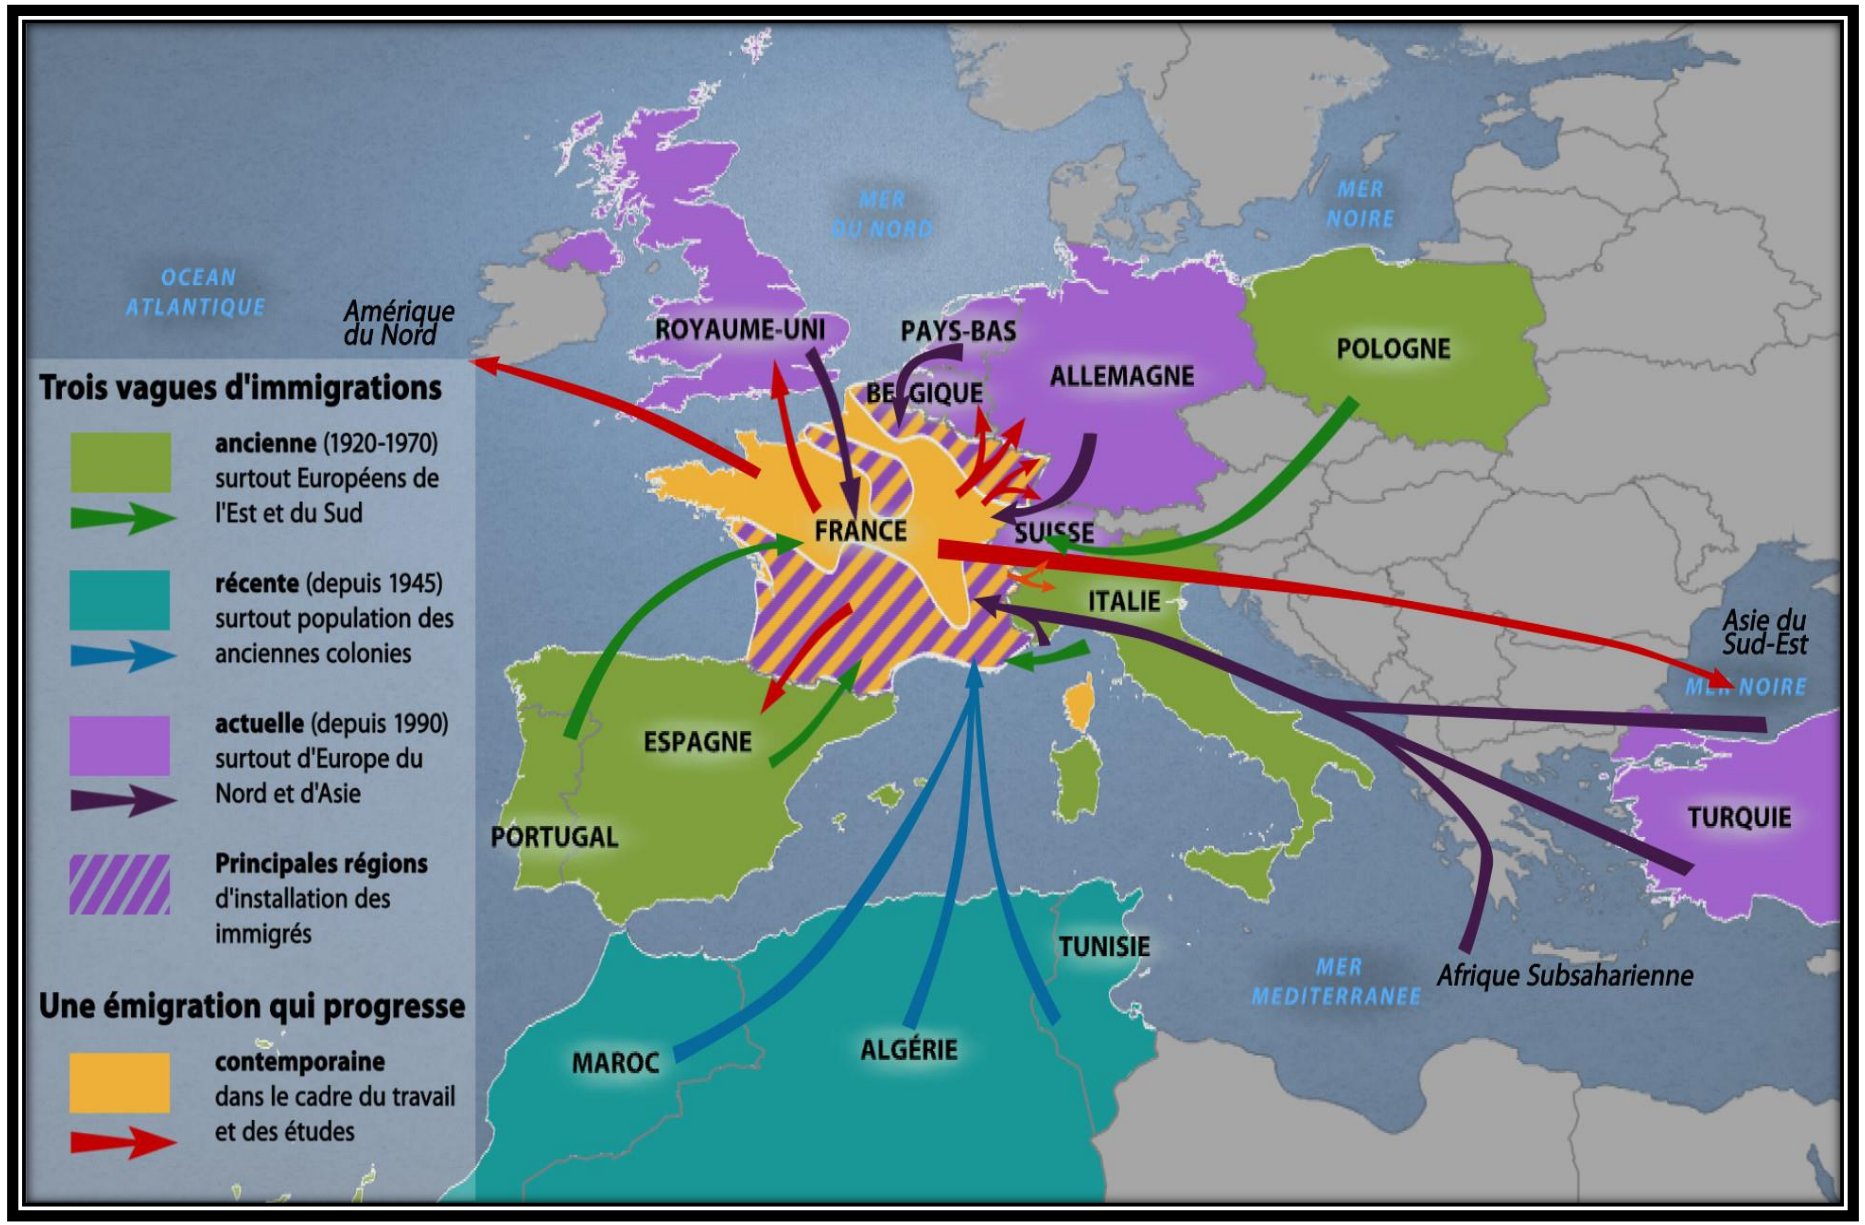 MER
DU NORD
MER
NOIRE
OCEAN
ATLANTIQUE
Amérique
du Nord
ROYAUME-UNI
PAYS-BAS
BELGIQUE
ALLEMAGNE
POLOGNE
FRANCE
SUISSE
ITALIE
Asie du
Sud-Est
MER NOIRE
ESPAGNE
PORTUGAL
TURQUIE
TUNISIE
MER
MEDITERRANEE
Afrique Subsaharienne
MAROC
ALGÉRIE
Trois vagues d'immigrations
ancienne (1920-1970)
surtout Européens de
l'Est et du Sud
récente (depuis 1945)
surtout population des
anciennes colonies
actuelle (depuis 1990)
surtout d'Europe du
Nord et d'Asie
Principales régions
d'installation des
immigrés
Une émigration qui progresse
contemporaine
dans le cadre du travail
et des études